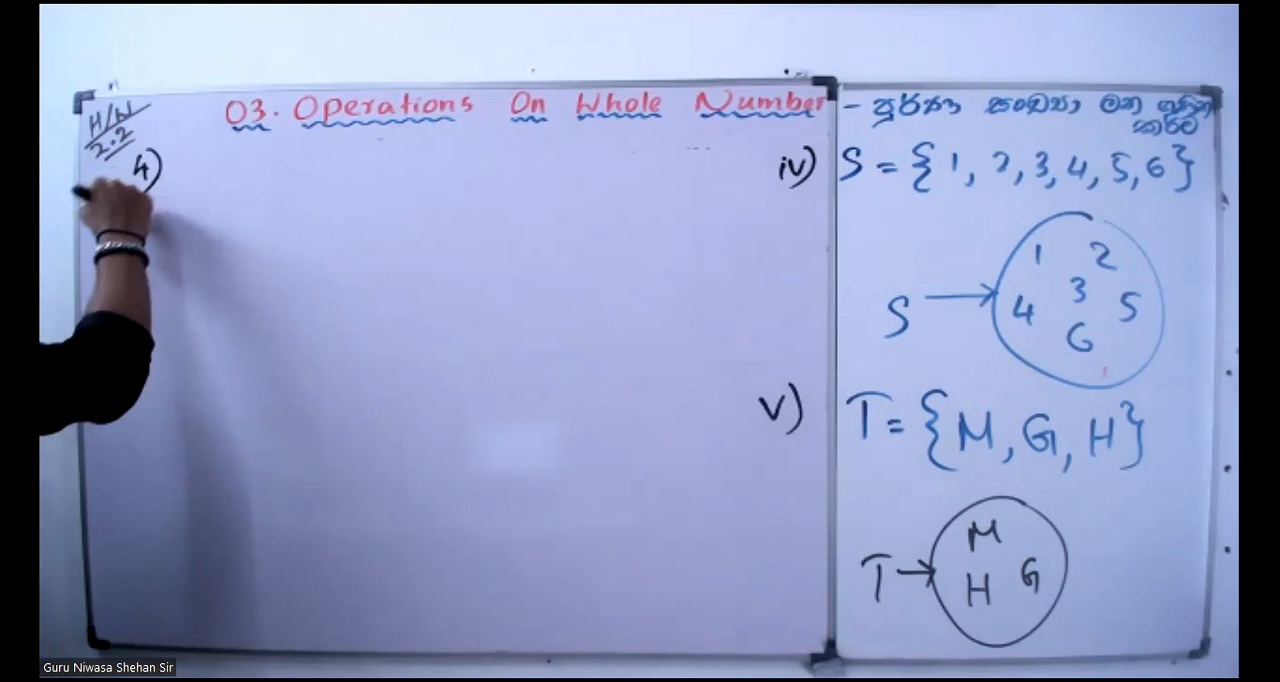 H/W
2.2
03. Operations On Whole Number - පූර්ණ සංඛ්‍යා මත ගණිත කර්ම
4)
iv) S = {1, 2, 3, 4, 5, 6}
1 2
3
S → 4 5
6
v) T = {M, G, H}
M
T → H G
Guru Niwasa Shehan Sir